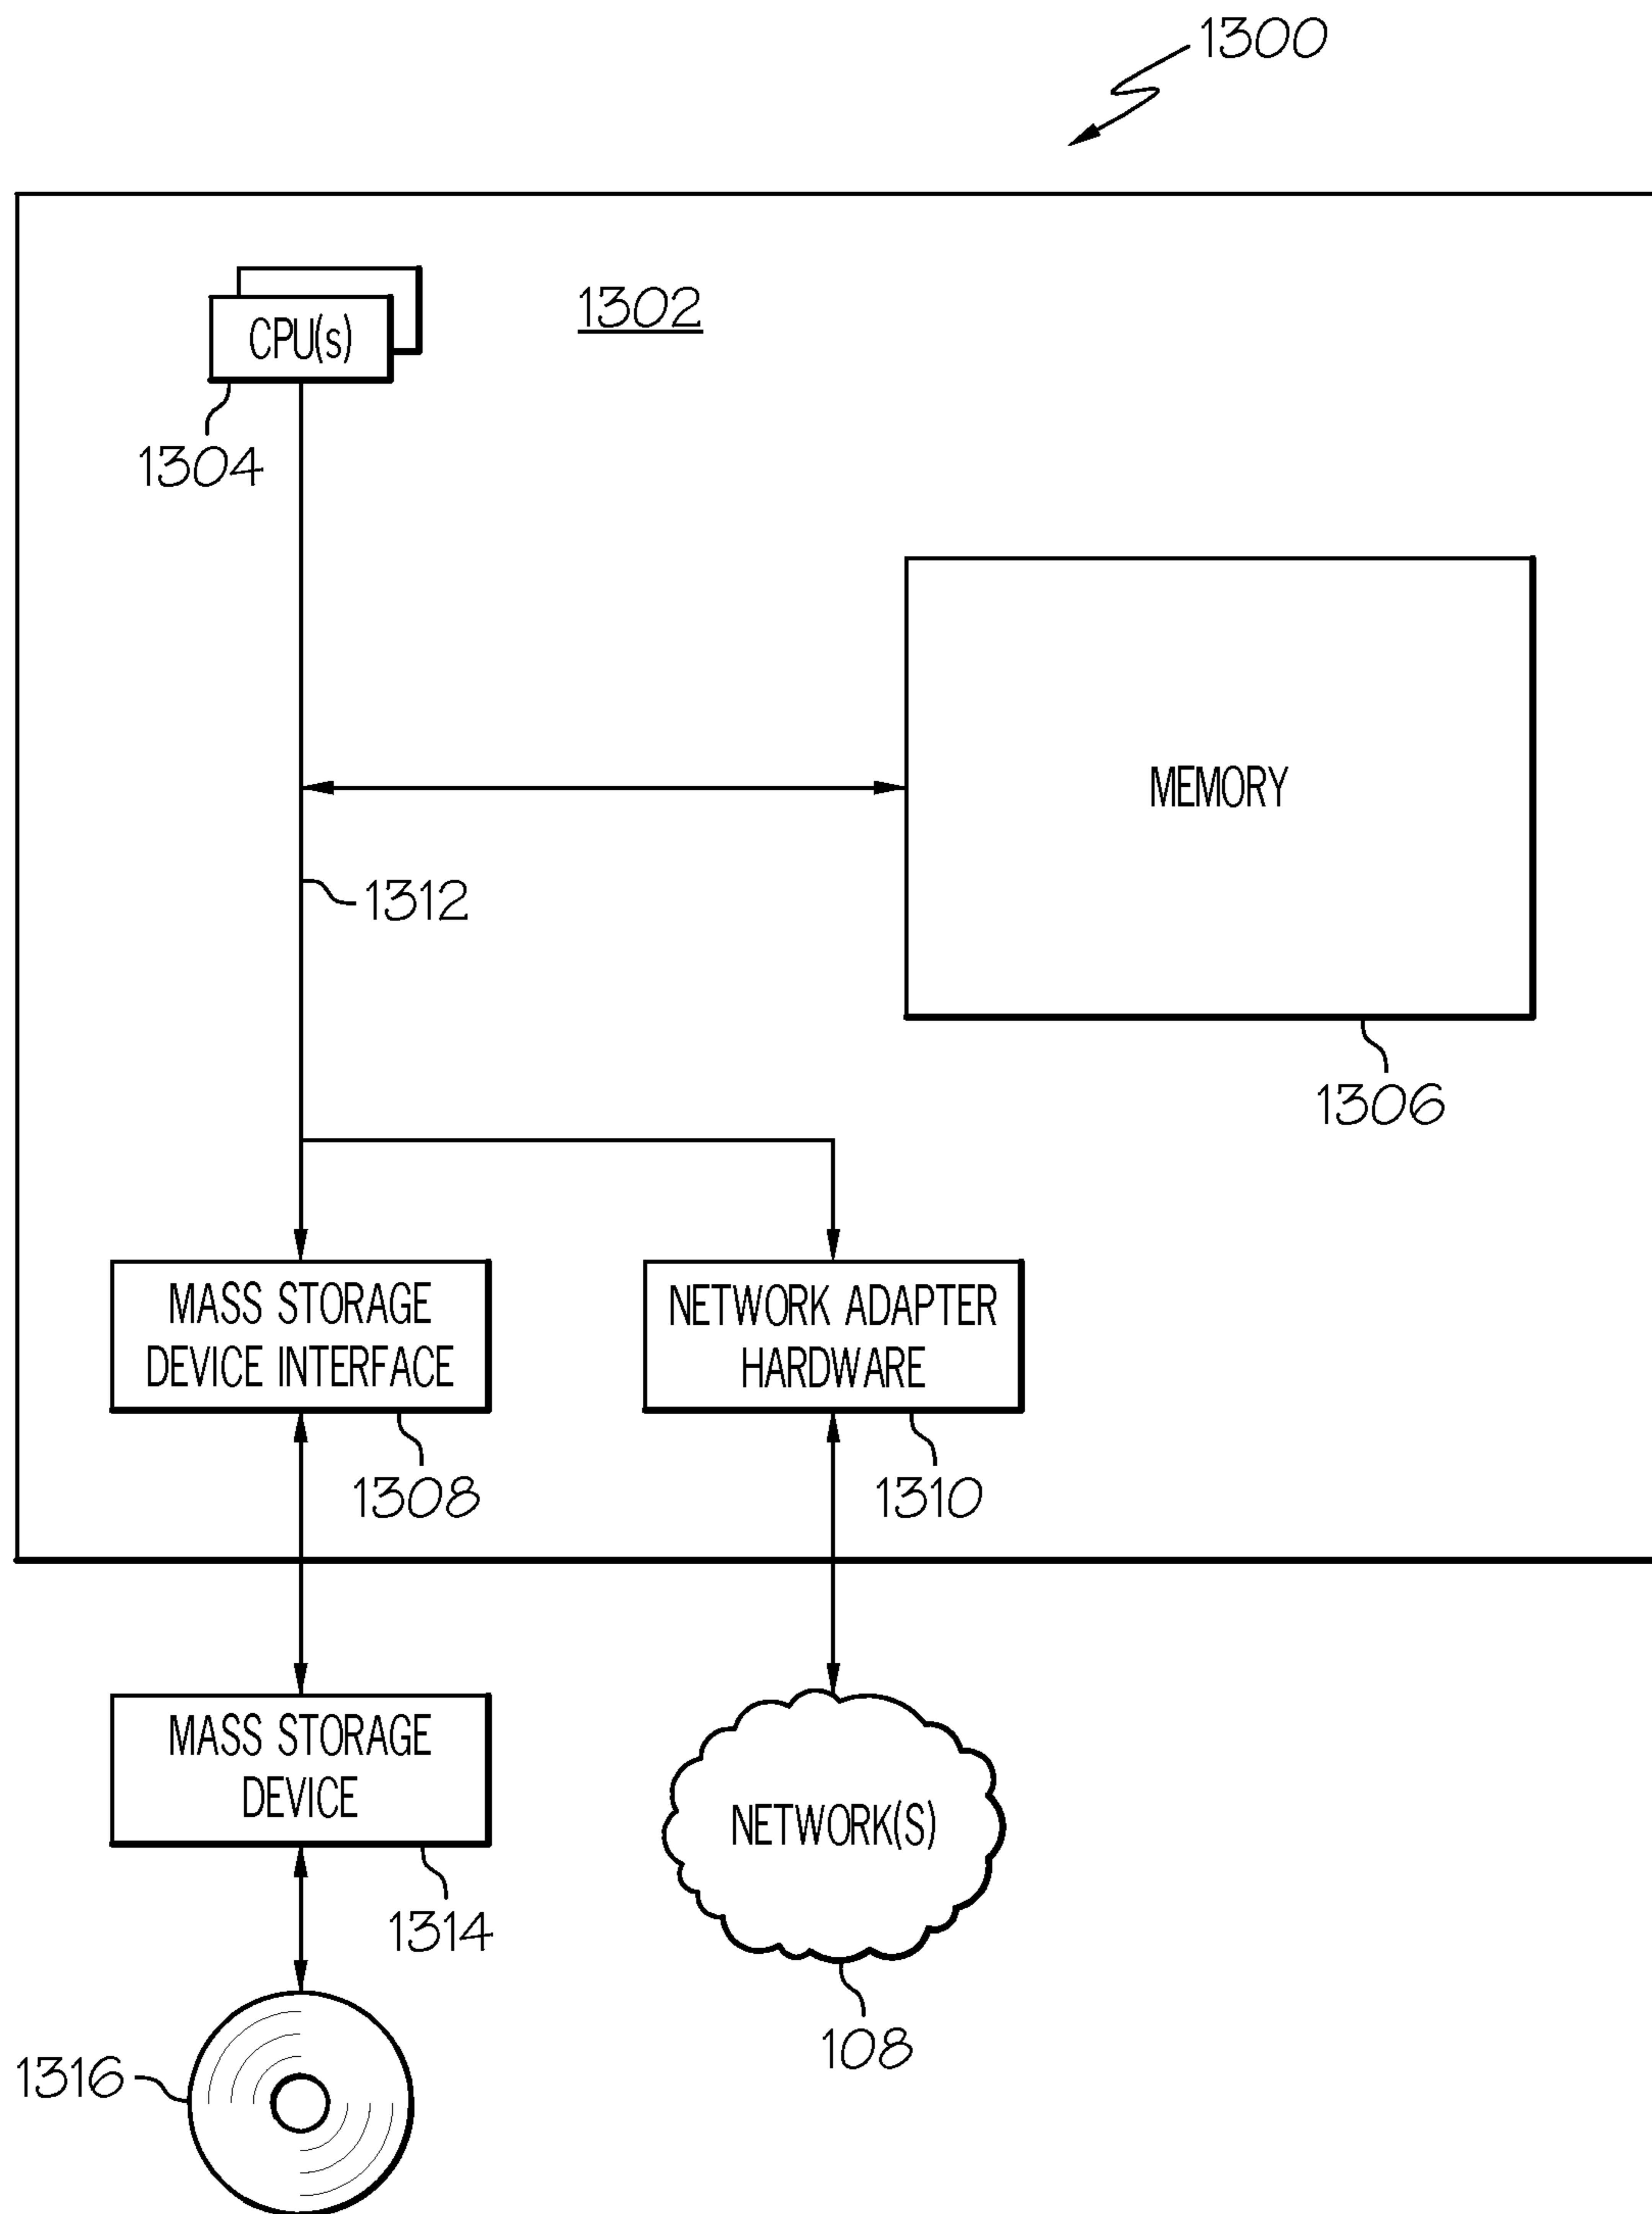 1300
CPU(s)
1302
1304
MEMORY
1312
1306
MASS STORAGE
DEVICE INTERFACE
NETWORK ADAPTER
HARDWARE
1308
1310
MASS STORAGE
DEVICE
NETWORK(S)
1314
108
1316